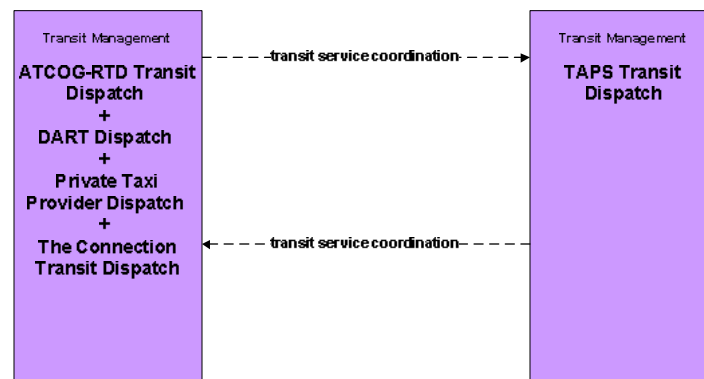 Transit Management
ATCOG-RTD Transit
Dispatch
+
DART Dispatch
+
Private Taxi
Provider Dispatch
+
The Connection
Transit Dispatch
transit service coordination
transit service coordination
Transit Management
TAPS Transit
Dispatch